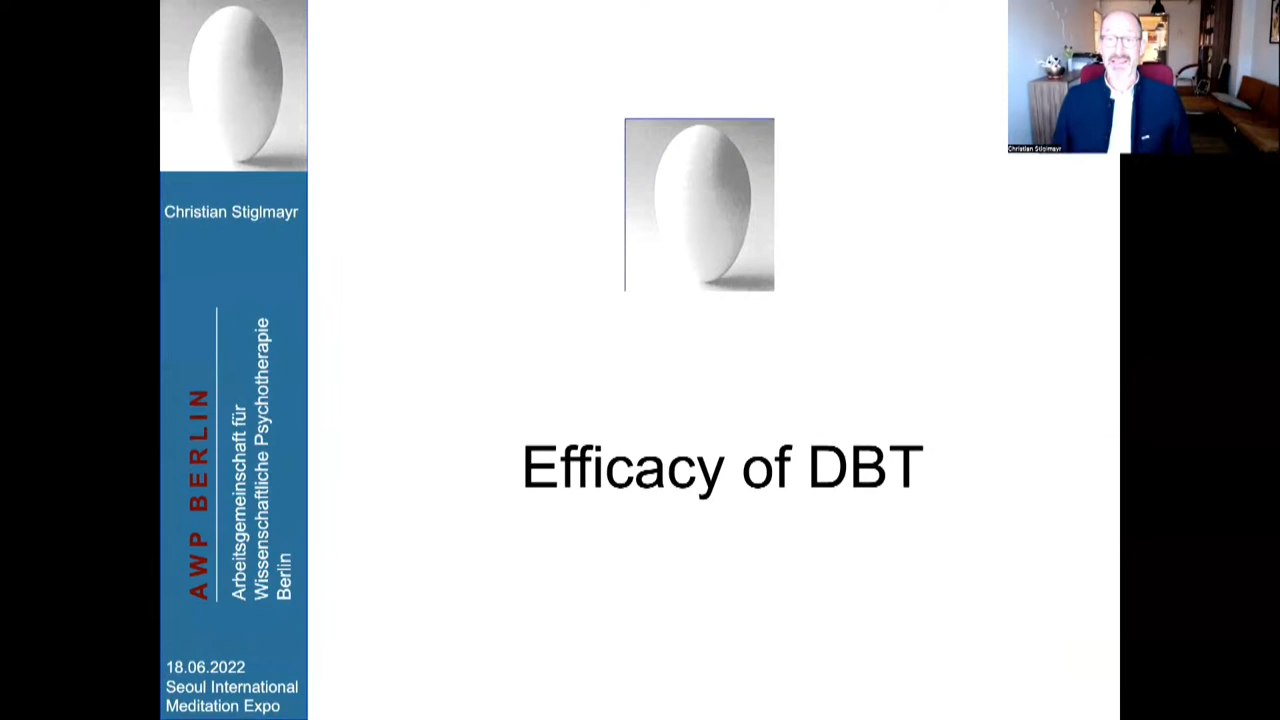 Christian Stiglmayr
AWP BERLIN
Arbeitsgemeinschaft für
Wissenschaftliche Psychotherapie
Berlin
18.06.2022
Seoul International
Meditation Expo
Efficacy of DBT
Christian Stiglmayr